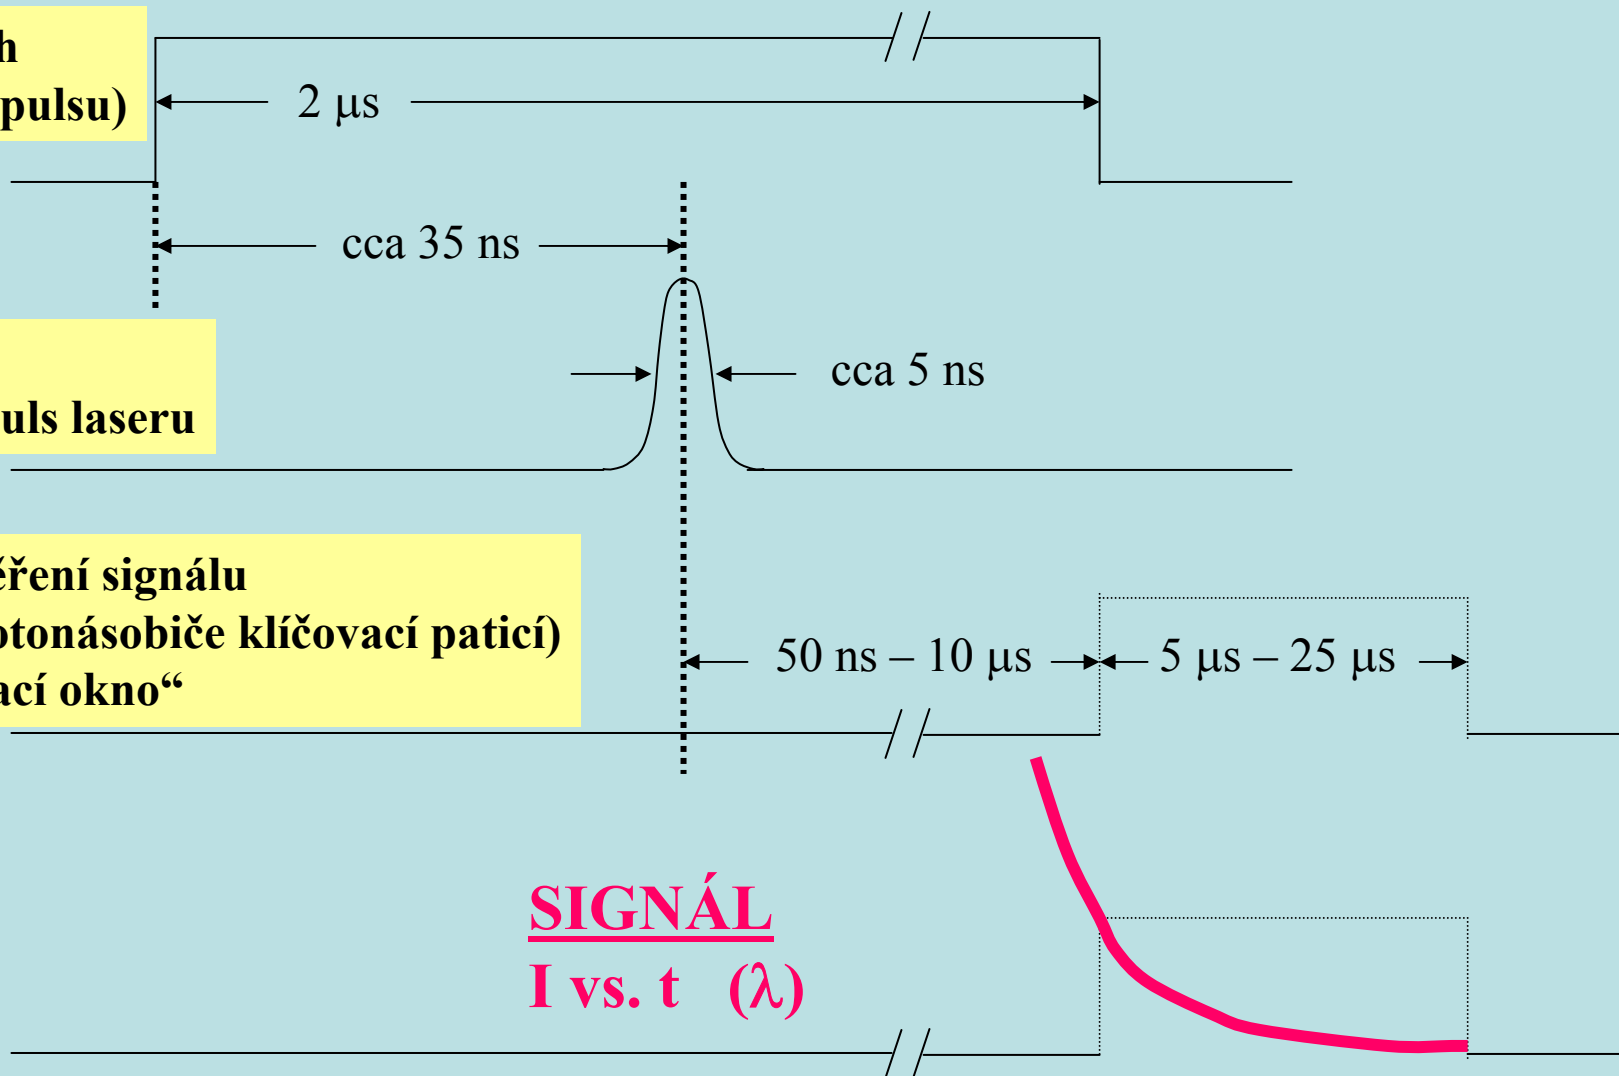 h
pulsu)
2 μs
cca 35 ns
cca 5 ns
uls laseru
ěření signálu
otonásobiče klíčovací paticí)
ací okno“
50 ns – 10 μs
5 μs – 25 μs
SIGNÁL
I vs. t (λ)